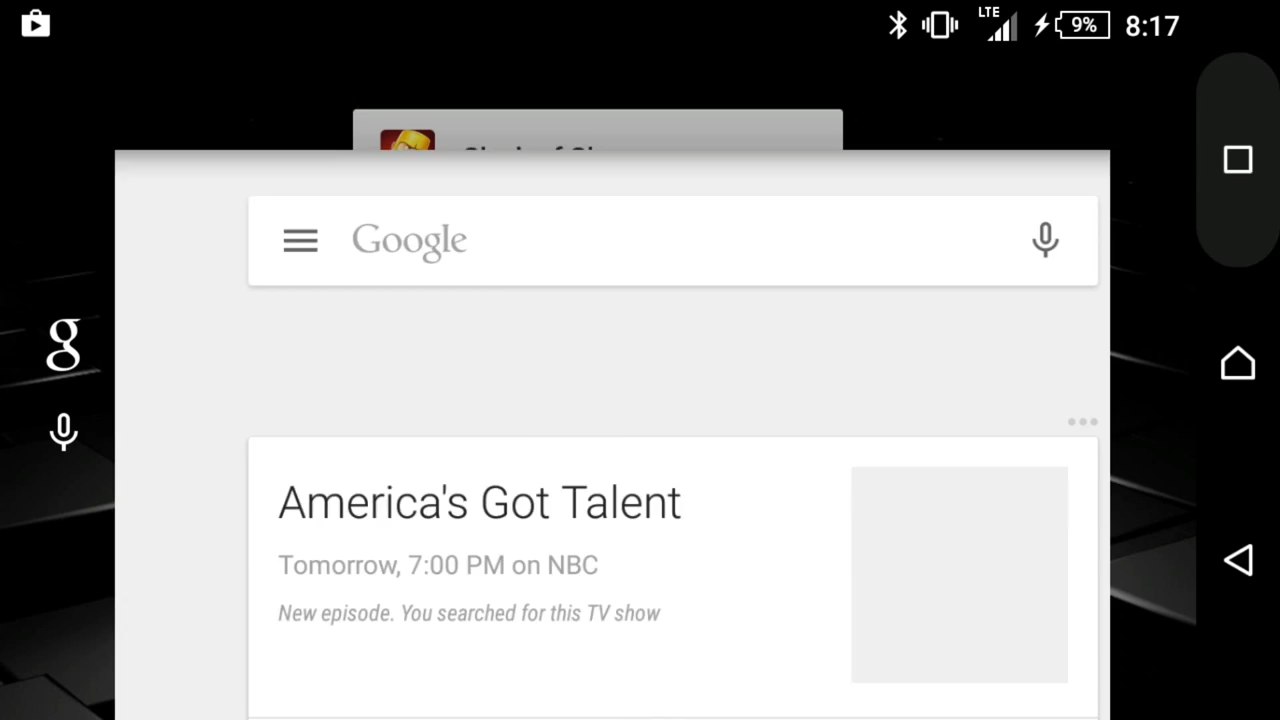 LTE
9%
8:17
Google
g
America's Got Talent
Tomorrow, 7:00 PM on NBC
New episode. You searched for this TV show